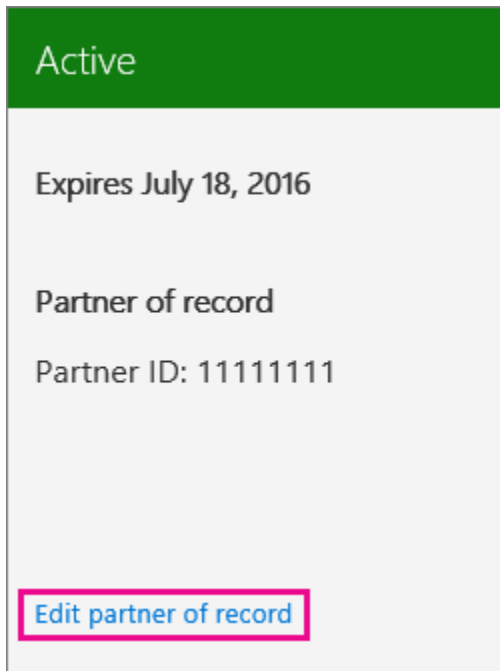 Active
Expires July 18, 2016
Partner of record
Partner ID: 11111111
Edit partner of record